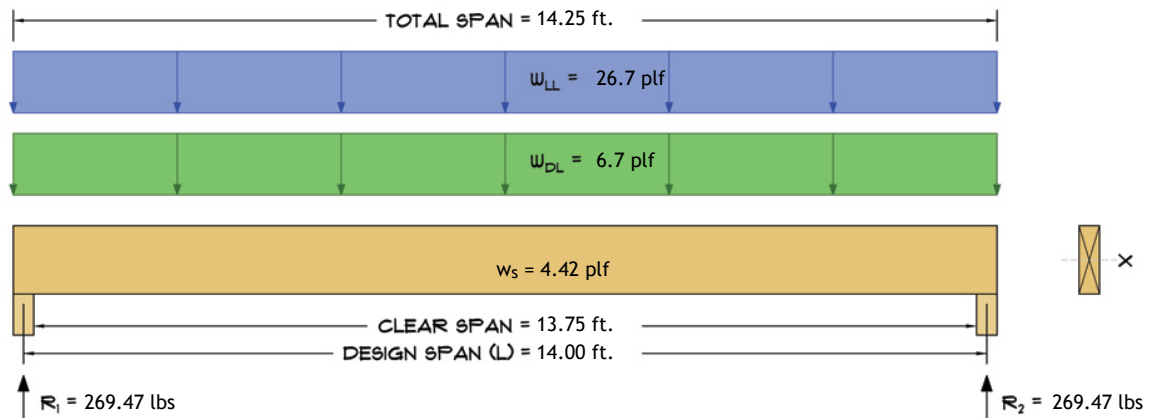 TOTAL SPAN = 14.25 ft.
WLL = 26.7 plf
WDL = 6.7 plf
ws = 4.42 plf
X
CLEAR SPAN = 13.75 ft.
DESIGN SPAN (L) = 14.00 ft.
R1 = 269.47 lbs
R2 = 269.47 lbs